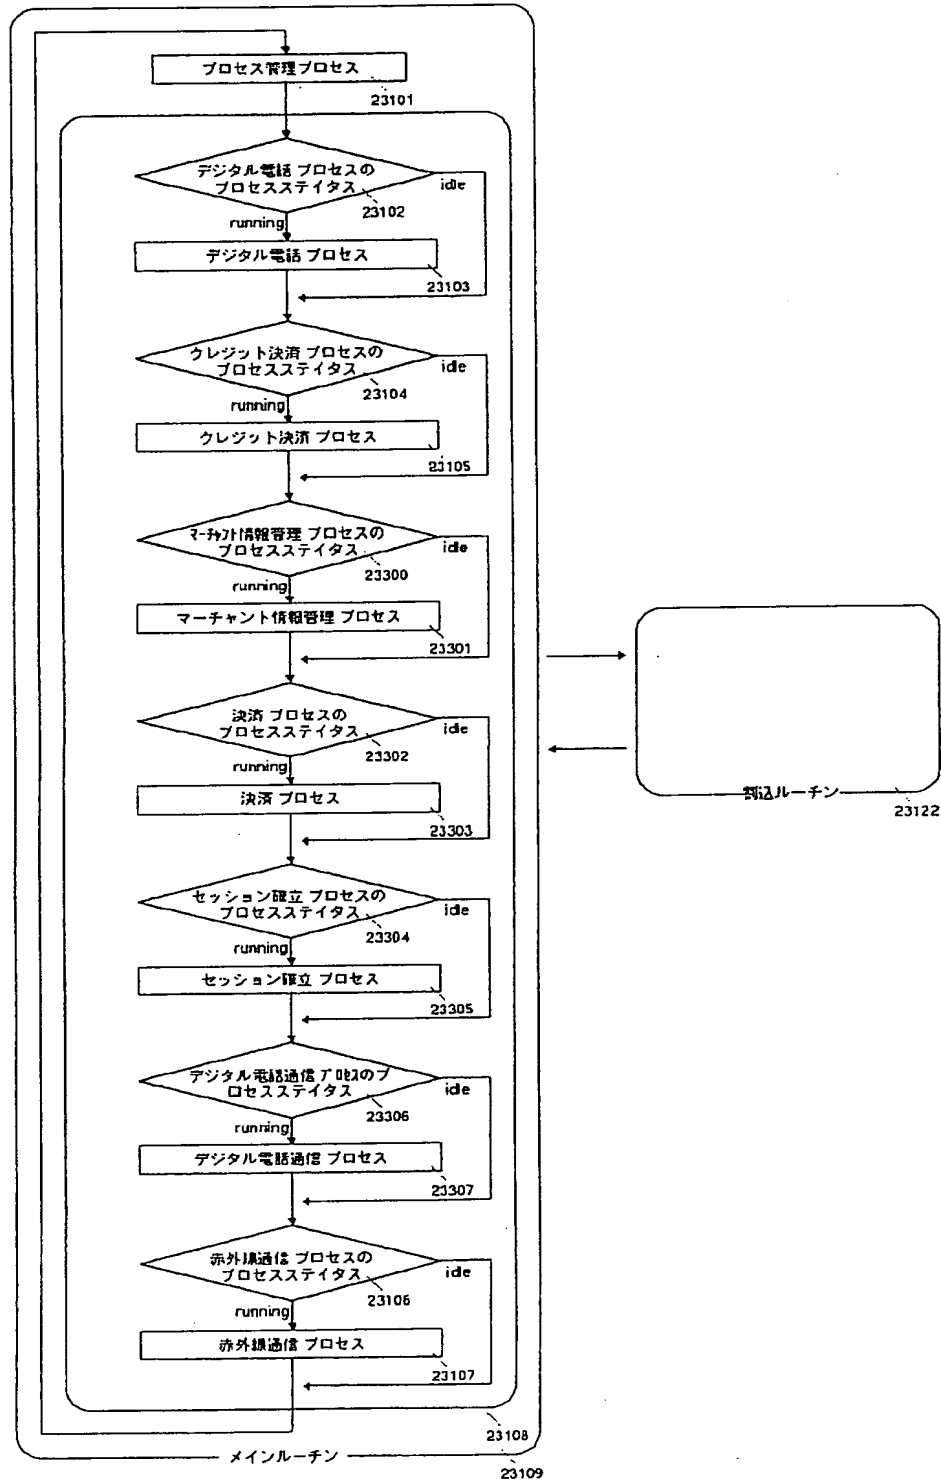 プロセス管理プロセス
23101
デジタル電話 プロセスの
プロセスステイタス
idle
23102
running
デジタル電話 プロセス
23103
クレジット決済 プロセスの
プロセスステイタス
idle
23104
running
クレジット決済 プロセス
23105
マーチャント情報管理 プロセスの
プロセスステイタス
idle
23300
running
マーチャント情報管理 プロセス
23301
決済 プロセスの
プロセスステイタス
idle
23302
running
決済 プロセス
23303
割込ルーチン
23122
セッション確立 プロセスの
プロセスステイタス
idle
23304
running
セッション確立 プロセス
23305
デジタル電話通信 プロセスのプ
ロセスステイタス
idle
23306
running
デジタル電話通信 プロセス
23307
赤外線通信 プロセスの
プロセスステイタス
idle
23106
running
赤外線通信 プロセス
23107
23108
メインルーチン
23109